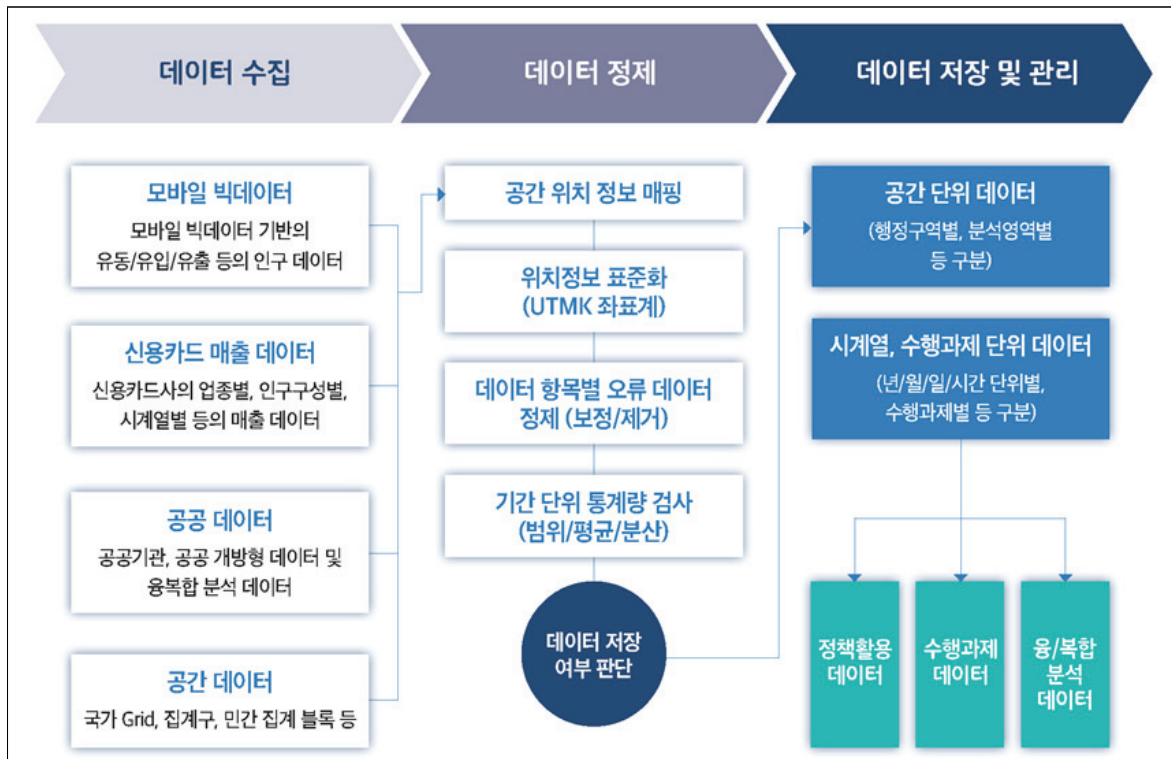 데이터 수집
데이터 정제
데이터 저장 및 관리
모바일 빅데이터
모바일 빅데이터 기반의
유동/유입/유출 등의 인구 데이터
신용카드 매출 데이터
신용카드사의 업종별, 인구구성별,
시계열별 등의 매출 데이터
공공 데이터
공공기관, 공공 개방형 데이터 및
융복합 분석 데이터
공간 데이터
국가 Grid, 집계구, 민간 집계 블록 등
공간 위치 정보 매핑
위치정보 표준화
(UTMK 좌표계)
데이터 항목별 오류 데이터
정제 (보정/제거)
기간 단위 통계량 검사
(범위/평균/분산)
데이터 저장
여부 판단
공간 단위 데이터
(행정구역별, 분석영역별
등 구분)
시계열, 수행과제 단위 데이터
(년/월/일/시간 단위별,
수행과제별 등 구분)
정책활용
데이터
수행과제
데이터
융/복합
분석
데이터